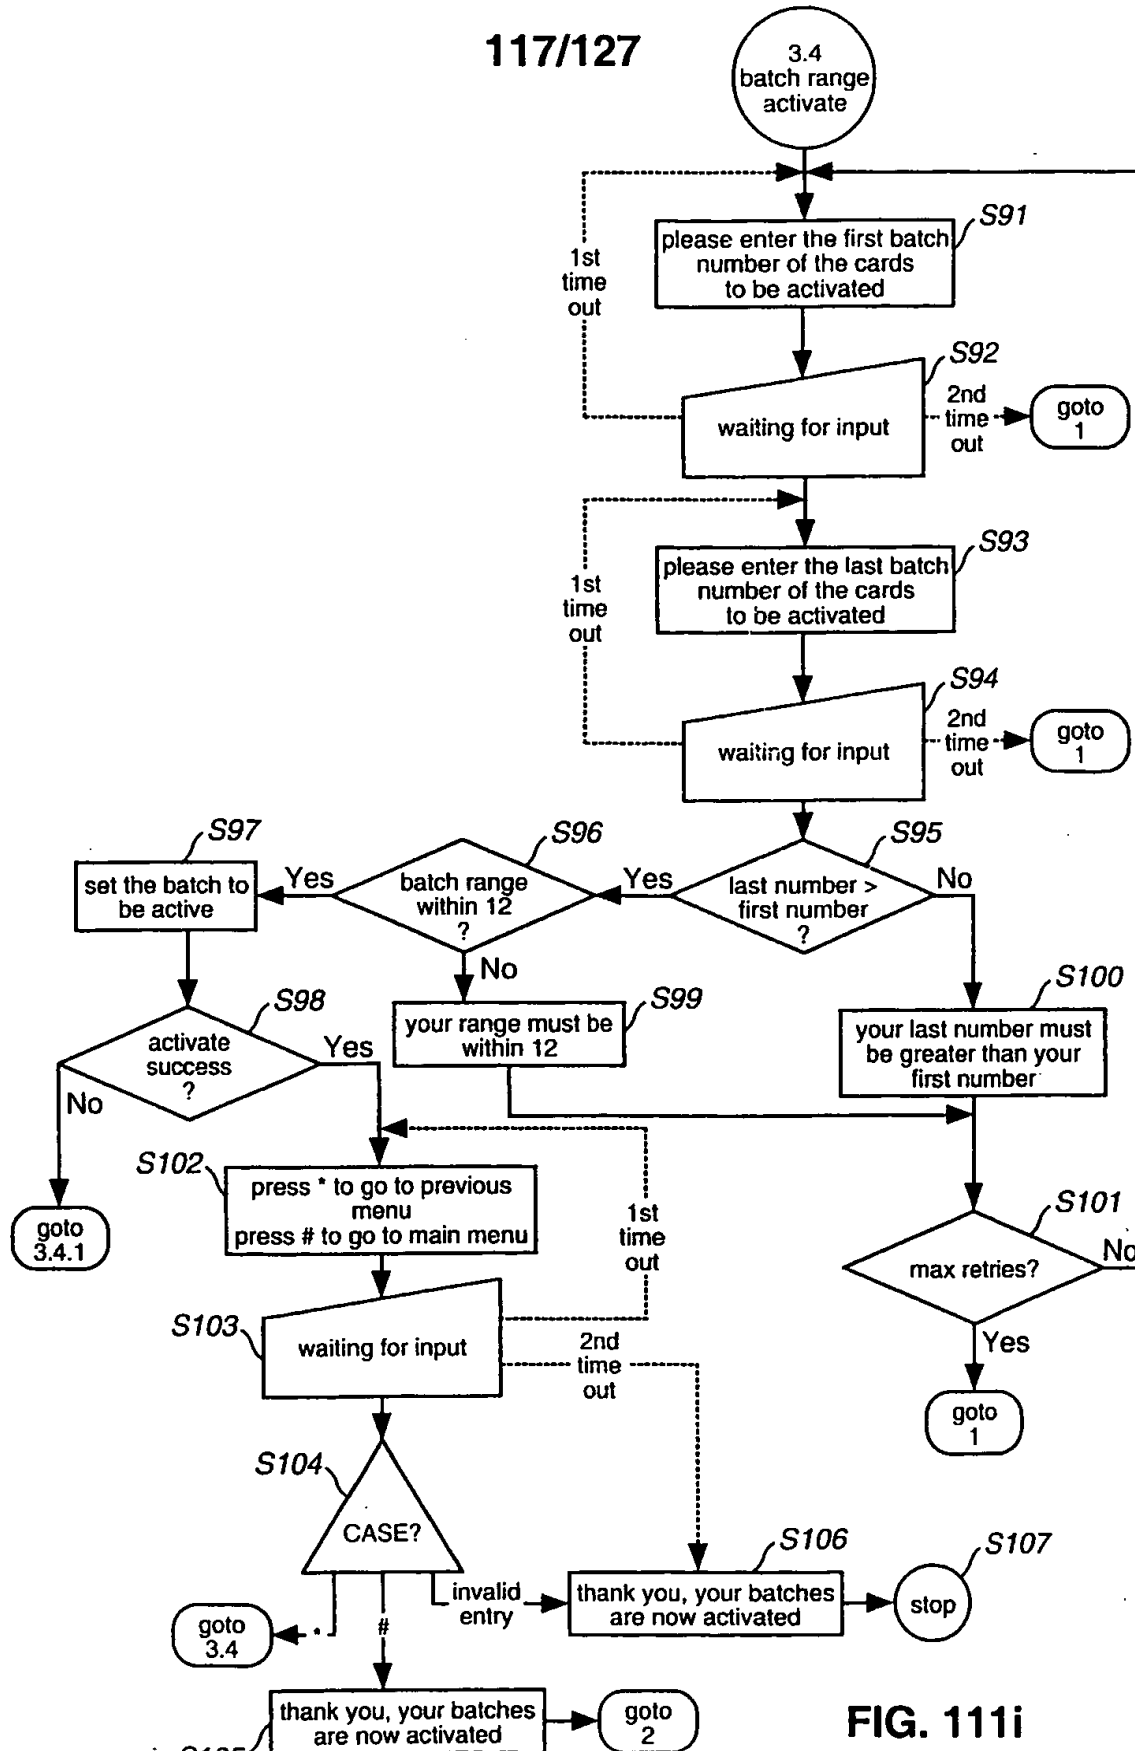 117/127
3.4
batch range
activate
S91
please enter the first batch
number of the cards
to be activated
1st
time
out
S92
waiting for input
2nd
time
out
goto
1
S93
please enter the last batch
number of the cards
to be activated
1st
time
out
S94
waiting for input
2nd
time
out
goto
1
S97
S96
S95
set the batch to
be active
Yes
batch range
within 12
?
Yes
last number >
first number
?
No
No
S98
S99
S100
activate
success
?
Yes
No
your range must be
within 12
your last number must
be greater than your
first number
goto
3.4.1
S102
press * to go to previous
menu
press # to go to main menu
1st
time
out
S101
max retries?
No
Yes
goto
1
S103
waiting for input
2nd
time
out
S104
CASE?
invalid
entry
S106
thank you, your batches
are now activated
S107
stop
goto
3.4
*
#
thank you, your batches
are now activated
goto
2
FIG. 111i